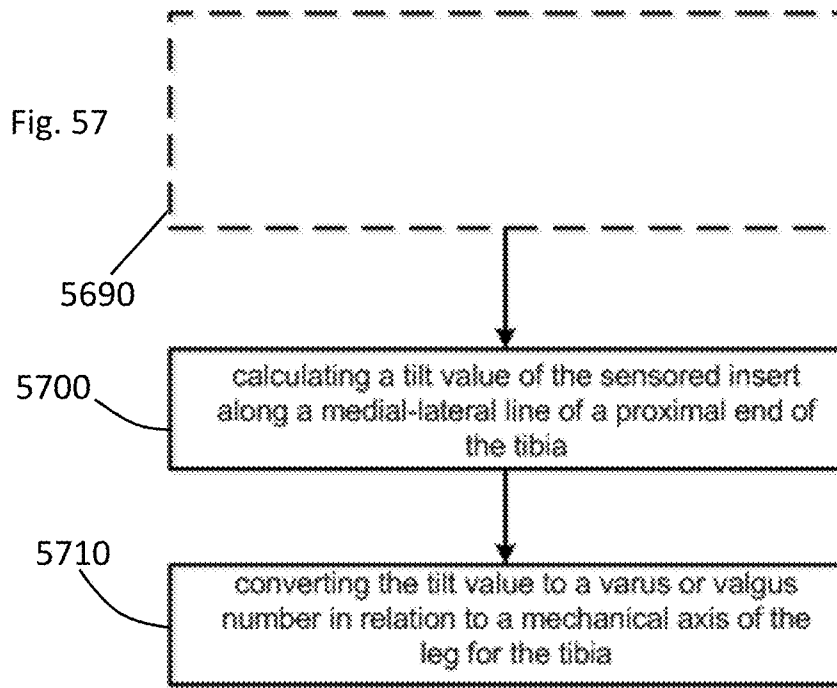 Fig. 57
5690
5700
calculating a tilt value of the sensored insert
along a medial-lateral line of a proximal end of
the tibia
5710
converting the tilt value to a varus or valgus
number in relation to a mechanical axis of the
leg for the tibia